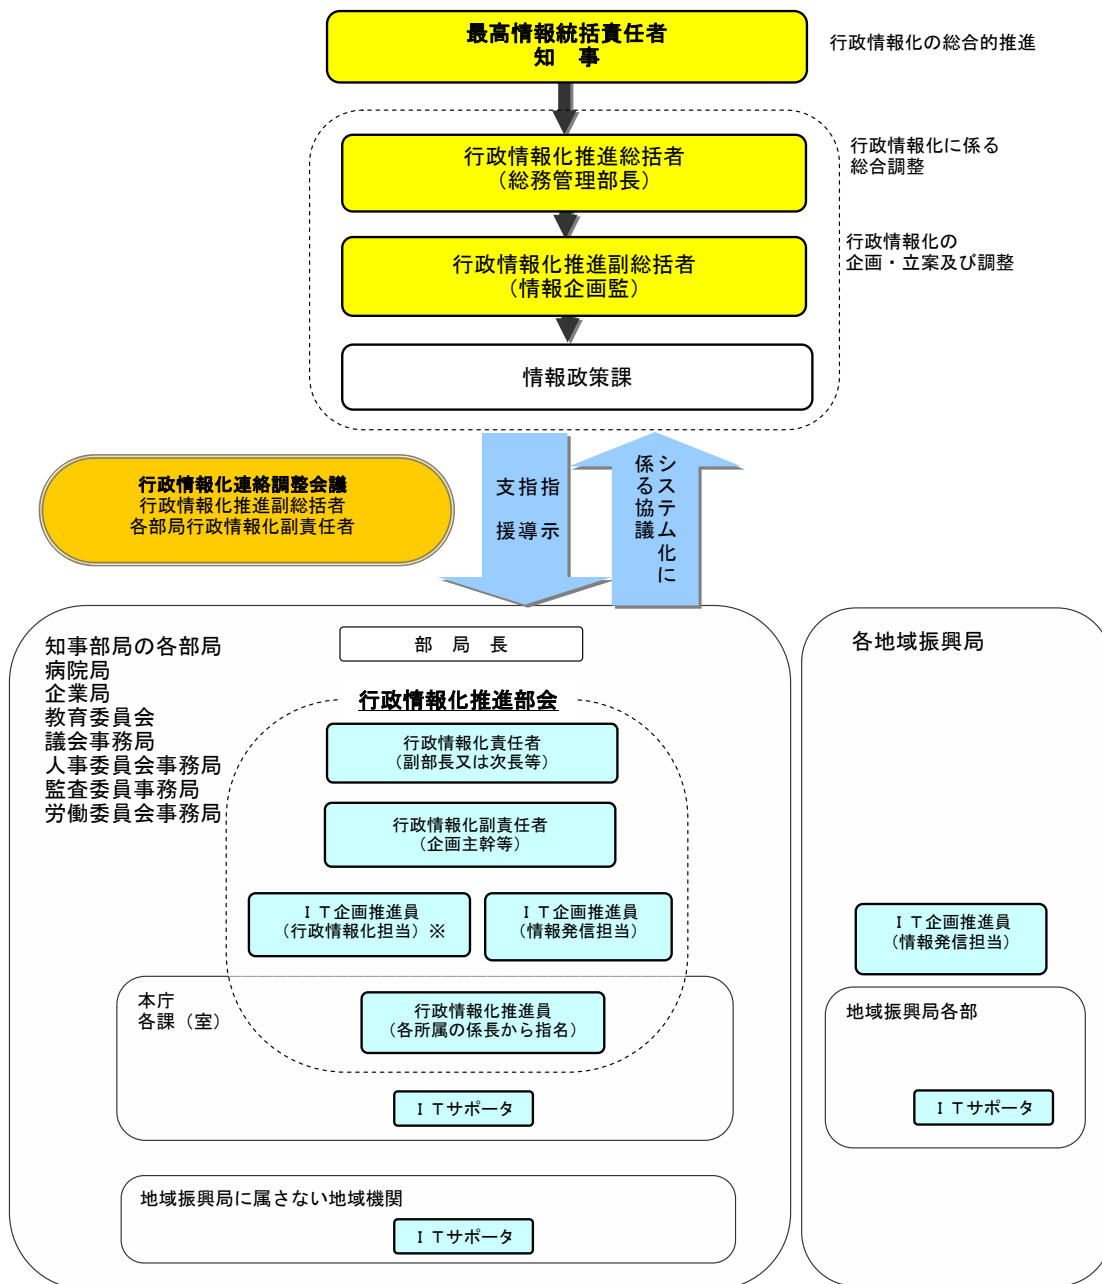 最高情報統括責任者
知　事
行政情報化の総合的推進
行政情報化推進総括者
（総務管理部長）
行政情報化に係る
総合調整
行政情報化推進副総括者
（情報企画監）
行政情報化の
企画・立案及び調整
情報政策課
行政情報化連絡調整会議
行政情報化推進副総括者
各部局行政情報化副責任者
指示
指導
支援
システム化に
係る協議
知事部局の各部局
病院局
企業局
教育委員会
議会事務局
人事委員会事務局
監査委員事務局
労働委員会事務局
部　局　長
行政情報化推進部会
行政情報化責任者
（副部長又は次長等）
行政情報化副責任者
（企画主幹等）
ＩＴ企画推進員
（行政情報化担当）※
ＩＴ企画推進員
（情報発信担当）
本庁
各課（室）
行政情報化推進員
（各所属の係長から指名）
ＩＴサポータ
地域振興局に属さない地域機関
ＩＴサポータ
各地域振興局
ＩＴ企画推進員
（情報発信担当）
地域振興局各部
ＩＴサポータ